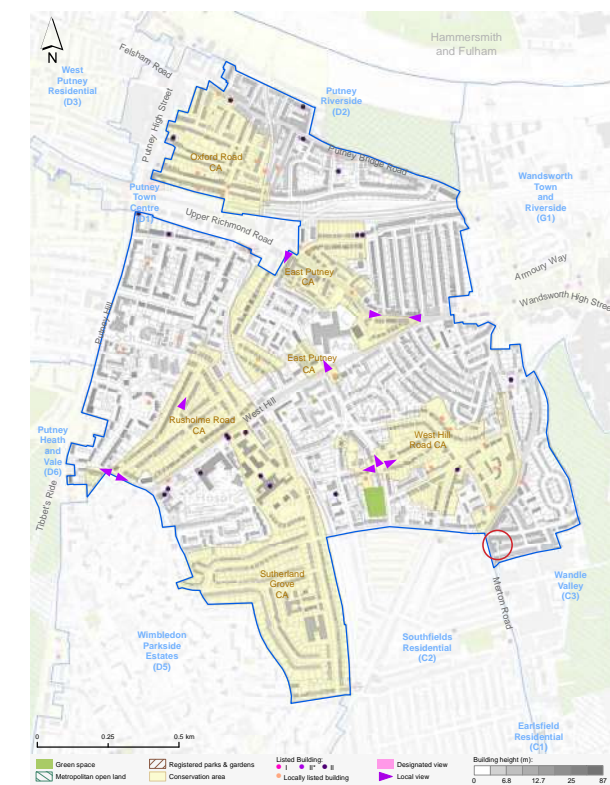 Hammersmith
and Fulham
N
Felsham Road
West
Putney
Residential
(D3)
Putney High Street
Putney
Riverside
(D2)
Oxford Road
CA
Putney Bridge Road
Wandsworth
Town
and
Riverside
(G1)
Putney
Town
Centre
Upper Richmond Road
East Putney
CA
Armoury Way
Wandsworth High Street
Putney Hill
East Putney
CA
West Hill
Rusholme Road
CA
West Hill
Road CA
Putney
Heath
and
Vale
(D6)
Tibbet's Ride
Sutherland
Grove
CA
Wandle
Valley
(C3)
Merton Road
Wimbledon
Parkside
Estates
(D5)
Southfields
Residential
(C2)
Earlsfield
Residential
(C1)
0 0.25 0.5 km
Green space
Metropolitan open land
Registered parks & gardens
Conservation area
Listed Building:
I II* II
Locally listed building
Designated view
Local view
Building height (m):
0 6.8 12.7 25 87